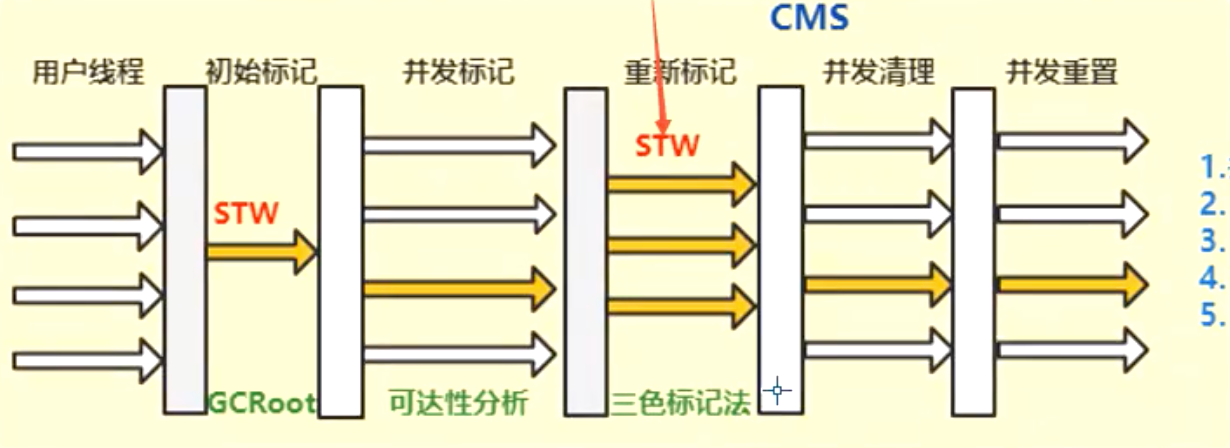 CMS
用户线程 初始标记 并发标记 重新标记 并发清理 并发重置
STW
STW
GCRoot 可达性分析 三色标记法
1.
2.
3.
4.
5.